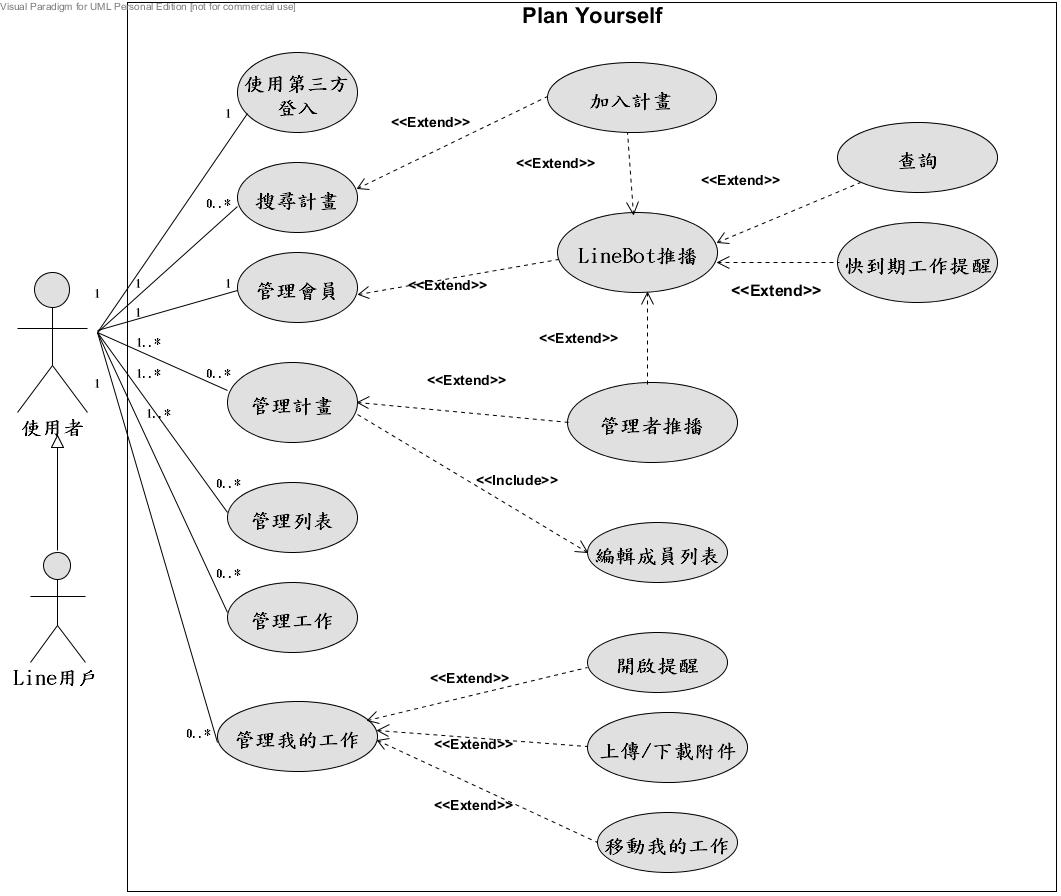 Visual Paradigm for UML Personal Edition [not for commercial use]
Plan Yourself
使用第三方
登入
1
加入計畫
<<Extend>>
<<Extend>>
查詢
<<Extend>>
搜尋計畫
0..*
LineBot推播
快到期工作提醒
<<Extend>>
1
1
1
管理會員
<<Extend>>
1
使用者
1..*
0..*
<<Extend>>
1..*
1
<<Extend>>
管理計畫
1..*
管理者推播
0..*
<<Include>>
管理列表
編輯成員列表
0..*
管理工作
Line用戶
開啟提醒
<<Extend>>
0..*
管理我的工作
<<Extend>>
上傳/下載附件
<<Extend>>
移動我的工作